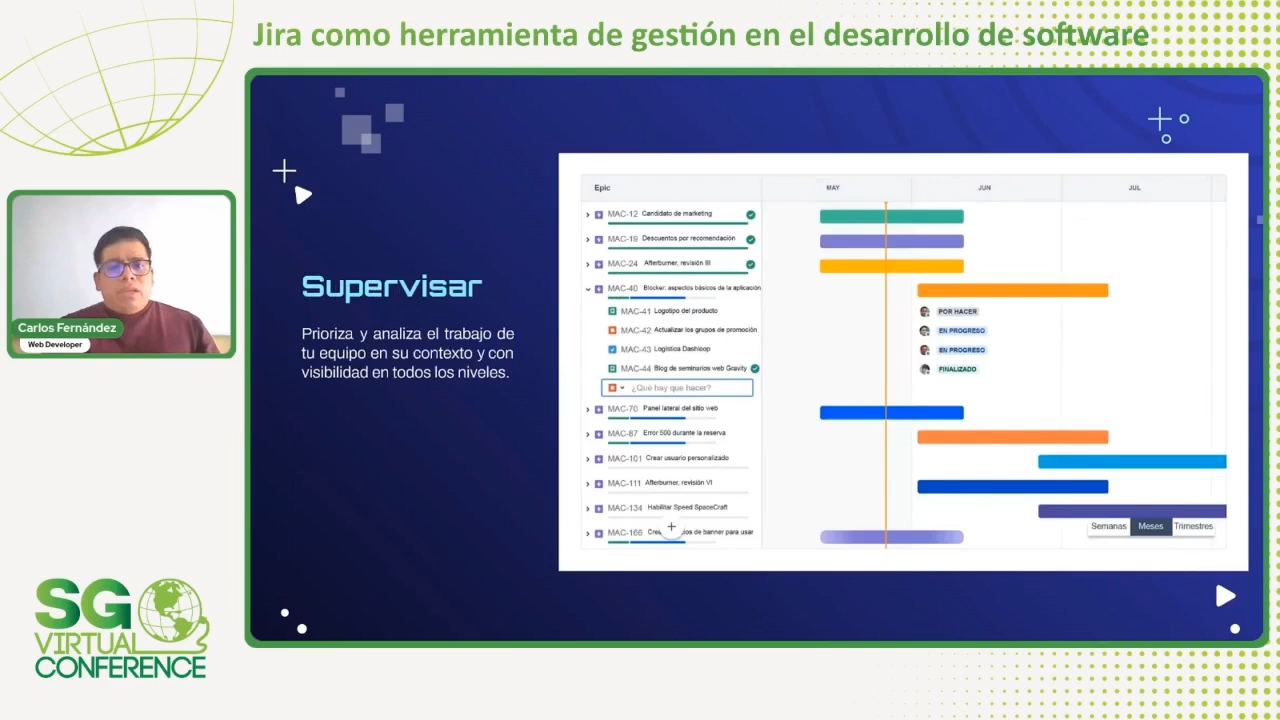 Jira como herramienta de gestión en el desarrollo de software
Carlos Fernández
Web Developer
Supervisar
Prioriza y analiza el trabajo de
tu equipo en su contexto y con
visibilidad en todos los niveles.
Epic MAY JUN JUL
MAC-12 Candidato de marketing
MAC-19 Descuentos por recomendación
MAC-24 Afterburner, revisión III
MAC-40 Blocker: aspectos básicos de la aplicación
MAC-41 Logotipo del producto POR HACER
MAC-42 Actualizar los grupos de promoción EN PROGRESO
MAC-43 Logística Dashloop EN PROGRESO
MAC-44 Blog de seminarios web Gravity FINALIZADO
¿Qué hay que hacer?
MAC-70 Panel lateral del sitio web
MAC-87 Error 500 durante la reserva
MAC-101 Crear usuario personalizado
MAC-111 Afterburner, revisión VI
MAC-134 Habilitar Speed SpaceCraft
Semanas Meses Trimestres
MAC-166 de banner para usar
SG
VIRTUAL
CONFERENCE